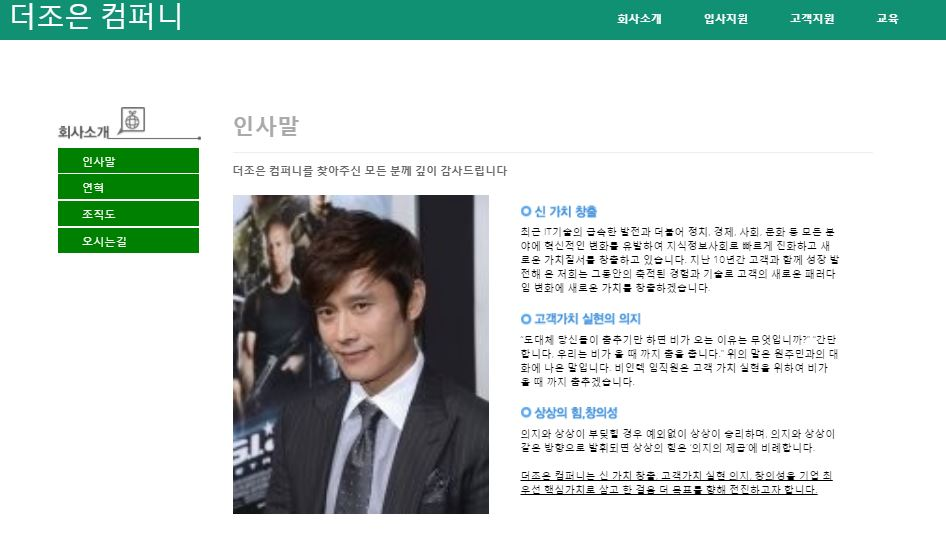 더조은 컴퍼니
회사소개 입사지원 고객지원 교육
회사소개
인사말
연혁
조직도
오시는길
인사말
더조은 컴퍼니를 찾아주신 모든 분께 깊이 감사드립니다
신 가치 창출
최근 IT기술의 급속한 발전과 더불어 정치, 경제, 사회, 문화 등 모든 분
야에 혁신적인 변화를 유발하여 지식정보사회로 빠르게 진화하고 새
로운 가치질서를 창출하고 있습니다. 지난 10년간 고객과 함께 성장 발
전해 온 저희는 그동안의 축적된 경험과 기술로 고객의 새로운 패러다
임 변화에 새로운 가치를 창출하겠습니다.
고객가치 실현의 의지
"도대체 당신들이 춤추기만 하면 비가 오는 이유는 무엇입니까?" "간단
합니다. 우리는 비가 올 때 까지 춤을 춥니다." 위의 말은 원주민과의 대
화에 나온 말입니다. 비인텍 임직원은 고객 가치 실현을 위하여 비가
올 때 까지 춤추겠습니다.
상상의 힘,창의성
의지와 상상이 부딪힐 경우 예외없이 상상이 승리하며, 의지와 상상이
같은 방향으로 발휘되면 상상의 힘은 '의지의 제곱'에 비례합니다.
더조은 컴퍼니는 신 가치 창출, 고객가치 실현 의지, 창의성을 기업 최
우선 핵심가치로 삼고 한 걸음 더 목표를 향해 전진하고자 합니다.